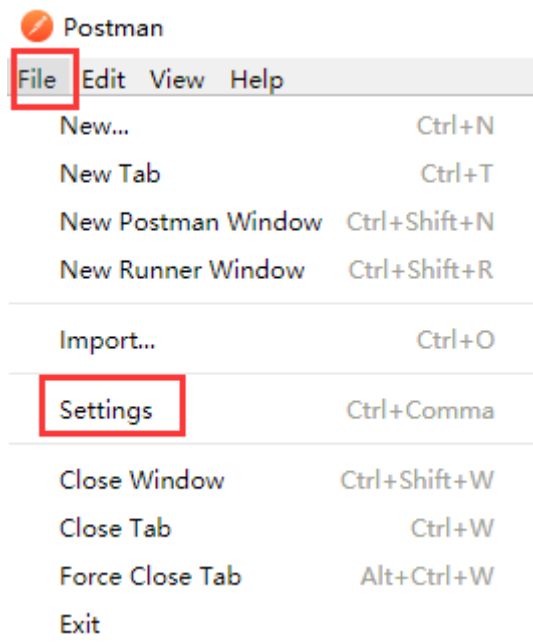 Postman
File Edit View Help
New... Ctrl+N
New Tab Ctrl+T
New Postman Window Ctrl+Shift+N
New Runner Window Ctrl+Shift+R
Import... Ctrl+O
Settings Ctrl+Comma
Close Window Ctrl+Shift+W
Close Tab Ctrl+W
Force Close Tab Alt+Ctrl+W
Exit